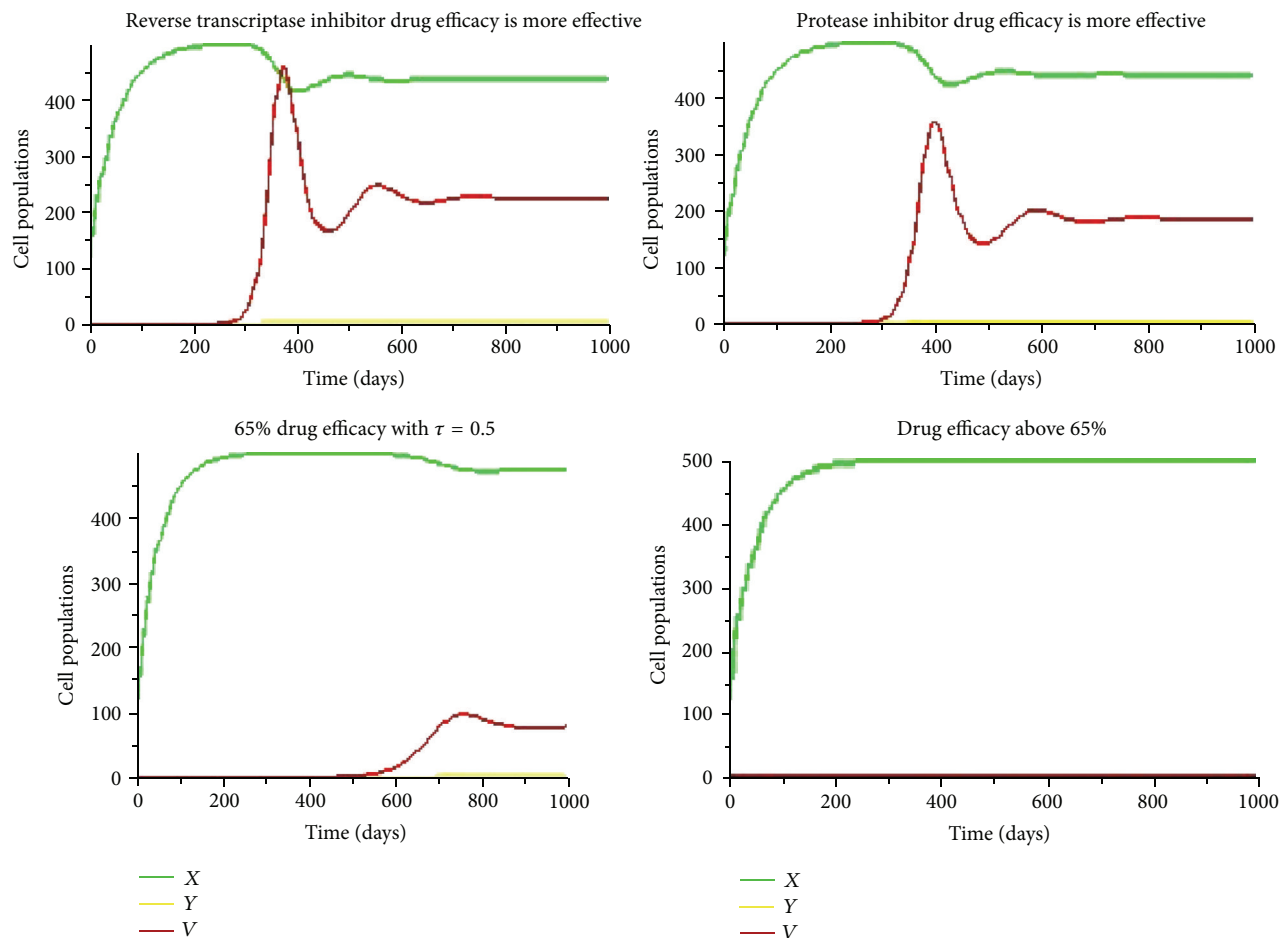 Reverse transcriptase inhibitor drug efficacy is more effective
Cell populations
400
300
200
100
0
0 200 400 600 800 1000
Time (days)
Protease inhibitor drug efficacy is more effective
Cell populations
400
300
200
100
0
0 200 400 600 800 1000
Time (days)
65% drug efficacy with τ = 0.5
Cell populations
400
300
200
100
0
0 200 400 600 800 1000
Time (days)
X
Y
V
Drug efficacy above 65%
Cell populations
500
400
300
200
100
0
0 200 400 600 800 1000
Time (days)
X
Y
V